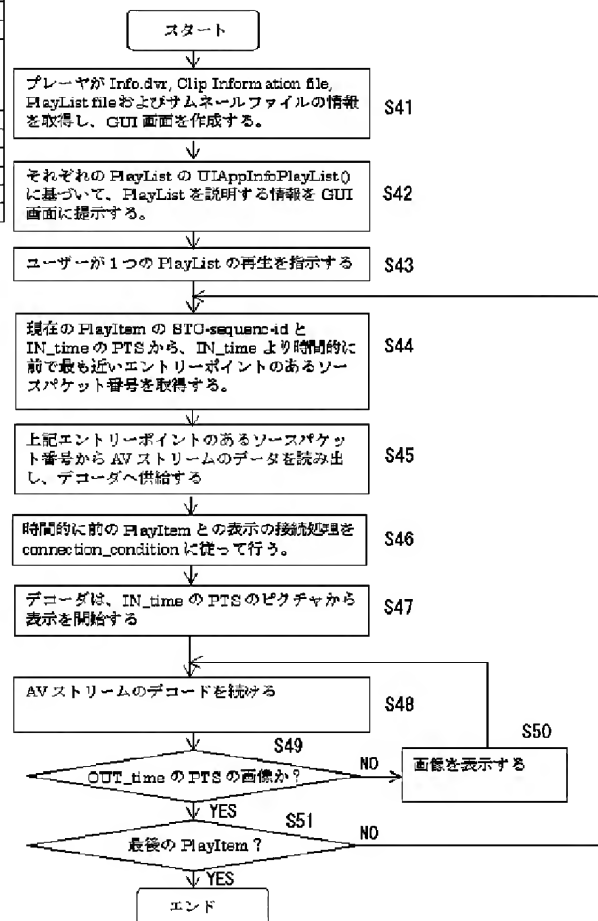 スタート
プレーヤが Info.dvr, Clip Information file,
PlayList file およびサムネールファイルの情報
を取得し、GUI 画面を作成する。
S41
それぞれの PlayList の UIAppInfoPlayList()
に基づいて、PlayList を説明する情報を GUI
画面に提示する。
S42
ユーザーが１つの PlayList の再生を指示する
S43
現在の PlayItem の STC-sequenc-id と
IN_time の PTS から、IN_time より時間的に
前で最も近いエントリーポイントのあるソー
スパケット番号を取得する。
S44
上記エントリーポイントのあるソースパケッ
ト番号から AV ストリームのデータを読み出
し、デコーダへ供給する
S45
時間的に前の PlayItem との表示の接続処理を
connection_condition に従って行う。
S46
デコーダは、IN_time の PTS のピクチャから
表示を開始する
S47
AV ストリームのデコードを続ける
S48
S49
OUT_time の PTS の画像か？
NO
S50
画像を表示する
YES
S51
最後の PlayItem？
NO
YES
エンド